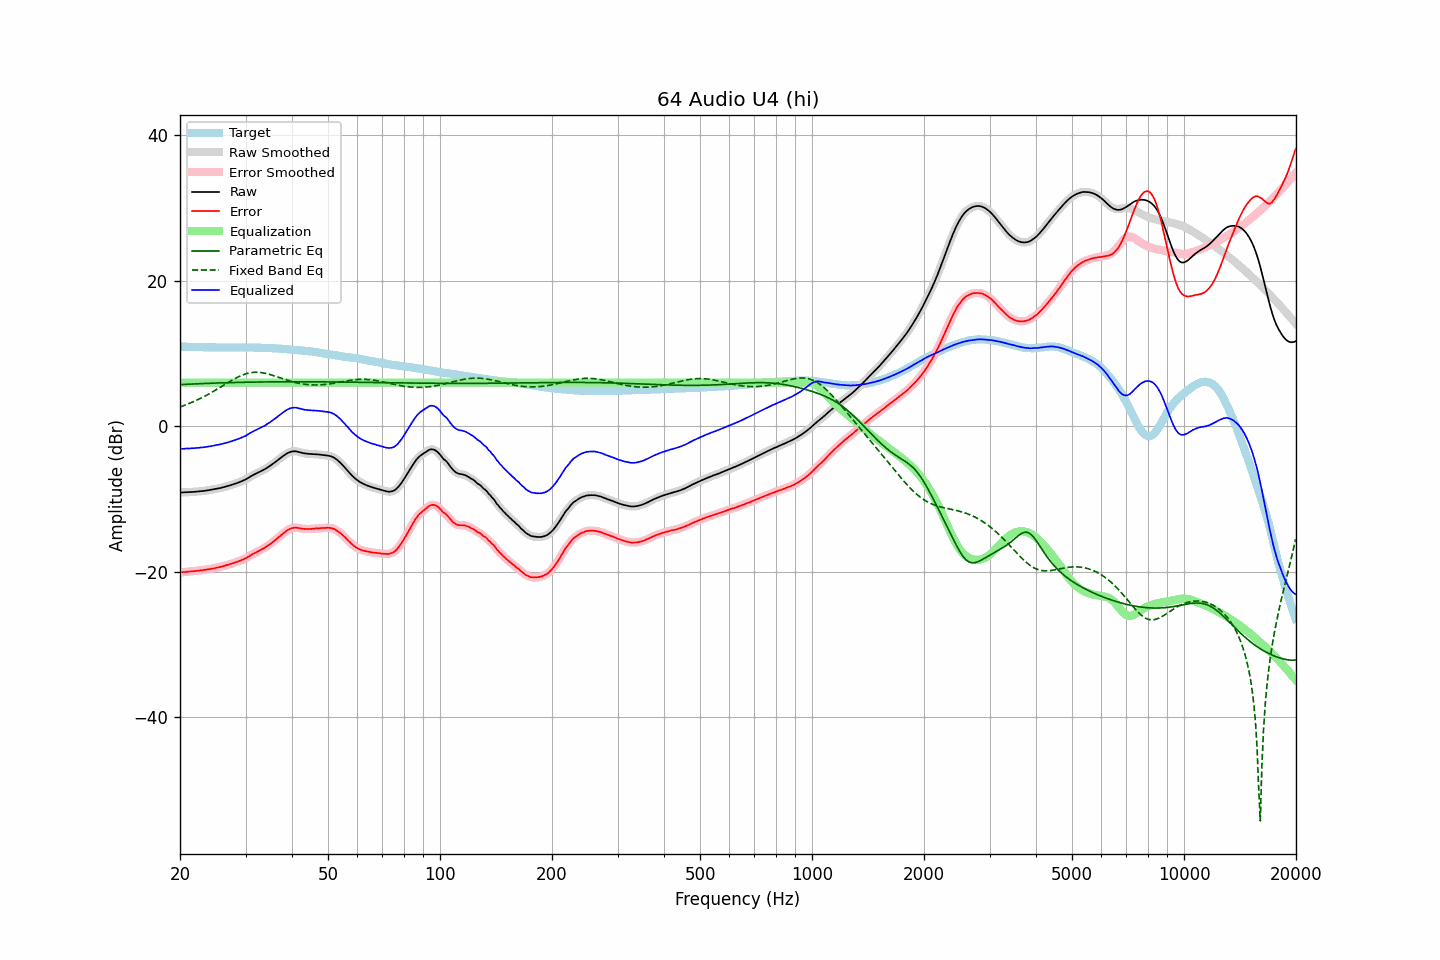 64 Audio U4 (hi)
Target
Raw Smoothed
Error Smoothed
Raw
Error
Equalization
Parametric Eq
Fixed Band Eq
Equalized
40
20
0
−20
−40
Amplitude (dBr)
20 50 100 200 500 1000 2000 5000 10000 20000
Frequency (Hz)